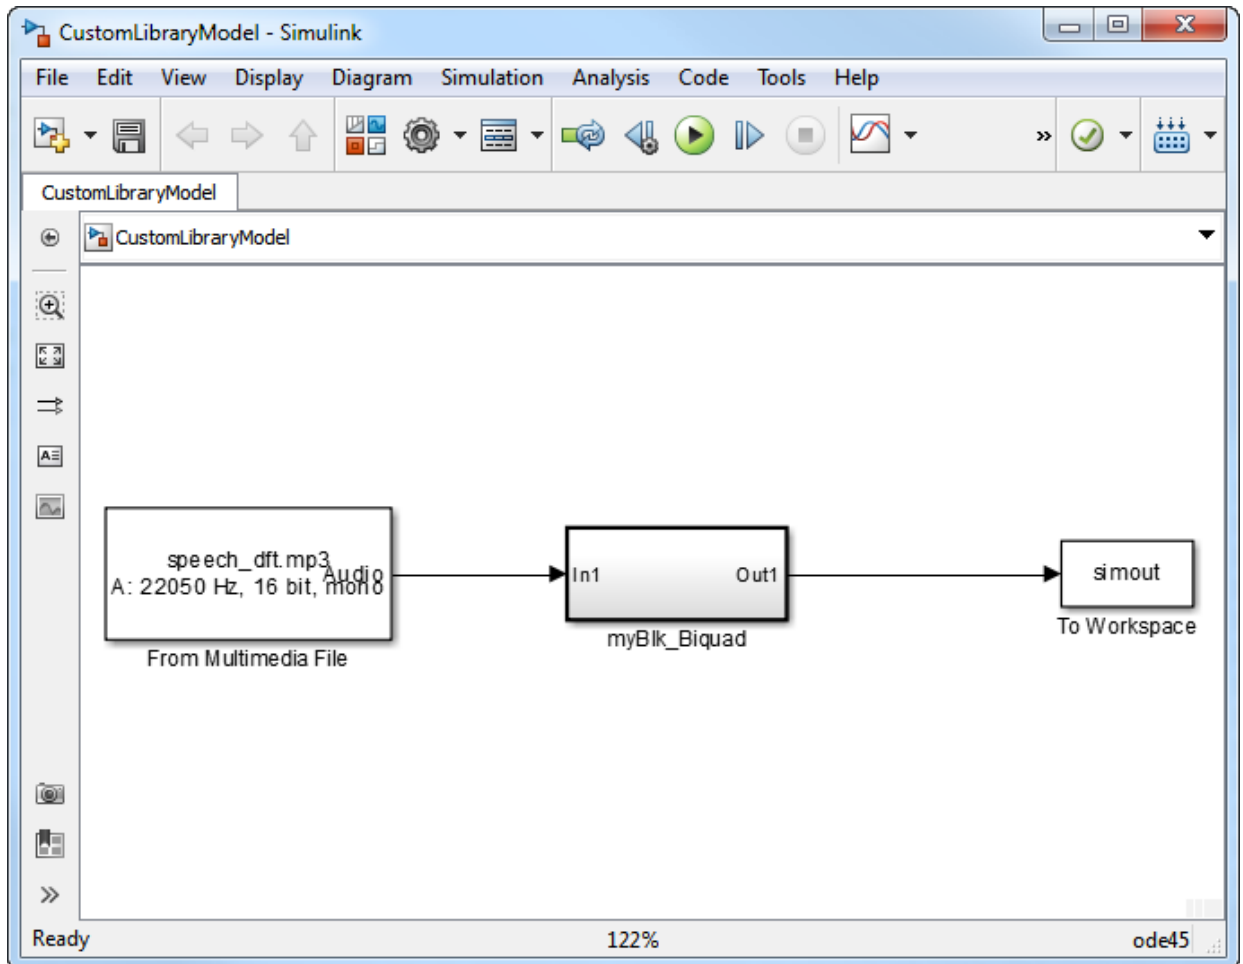 CustomLibraryModel - Simulink
File Edit View Display Diagram Simulation Analysis Code Tools Help
CustomLibraryModel
CustomLibraryModel
speech_dft.mp3
Audio
A: 22050 Hz, 16 bit, mono
From Multimedia File
In1 Out1
myBlk_Biquad
simout
To Workspace
Ready 122% ode45